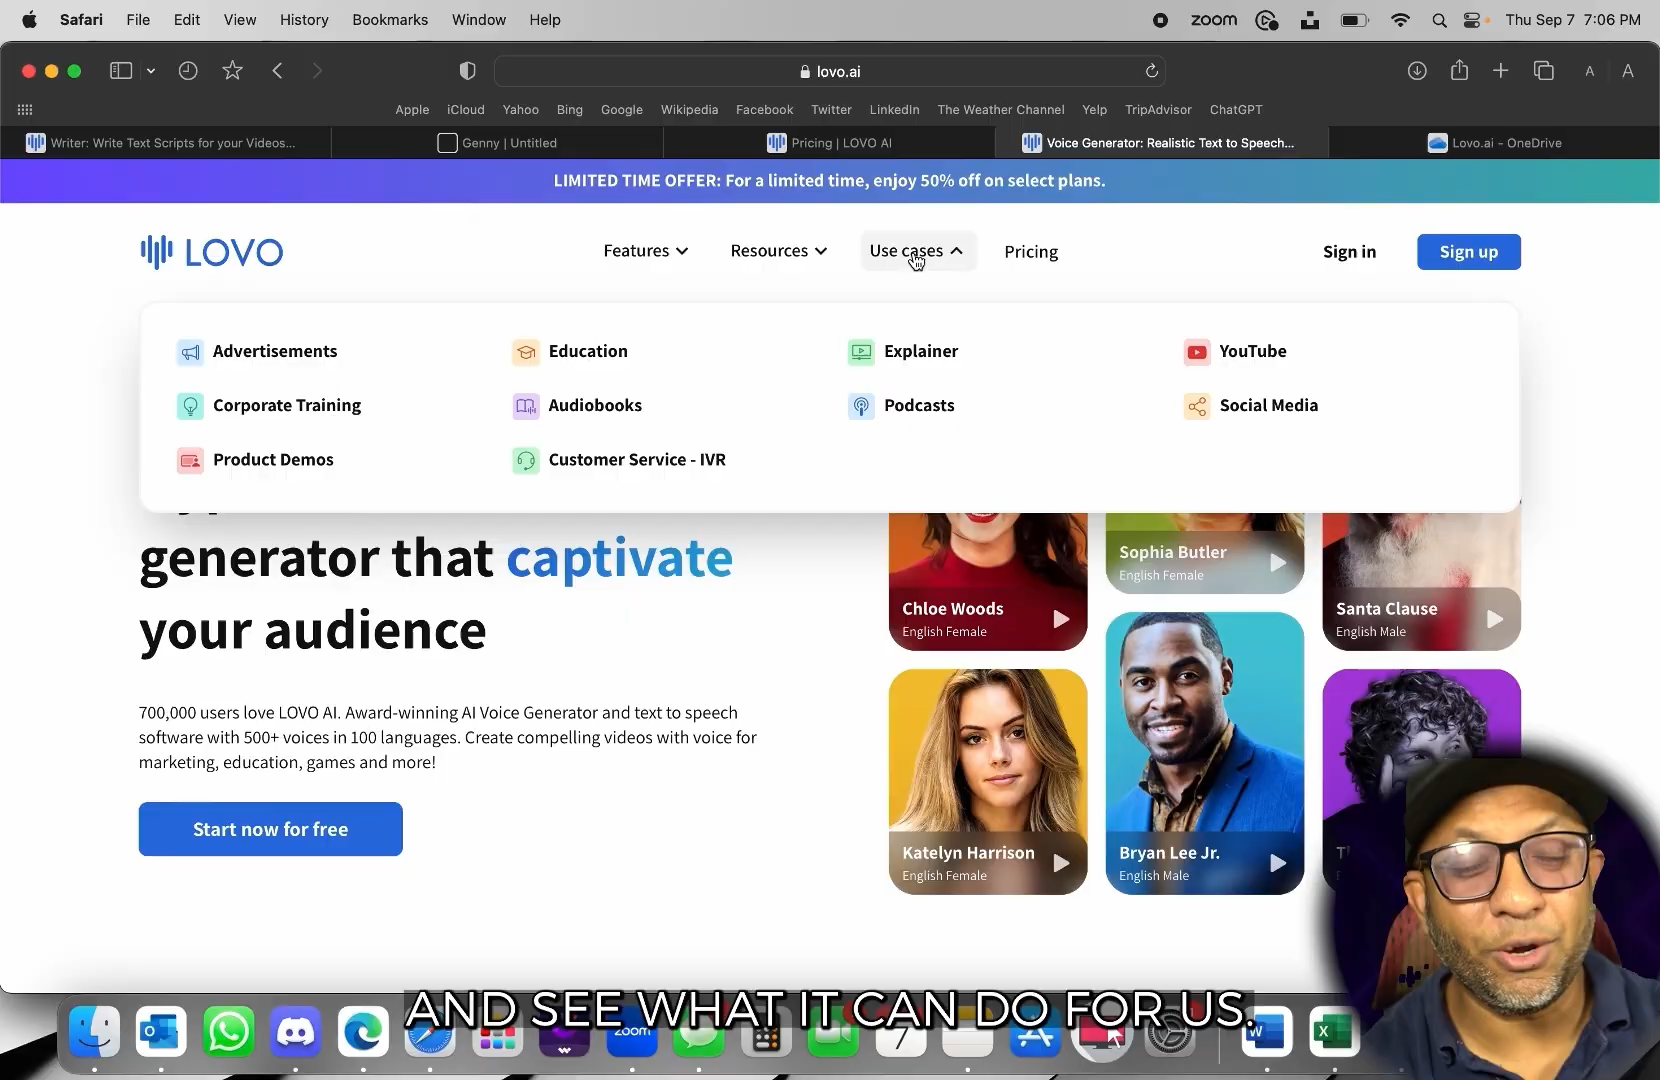 Safari File Edit View History Bookmarks Window Help zoom Thu Sep 7 7:06 PM
lovo.ai A A
Apple iCloud Yahoo Bing Google Wikipedia Facebook Twitter LinkedIn The Weather Channel Yelp TripAdvisor ChatGPT
Writer: Write Text Scripts for your Videos... Genny | Untitled Pricing | LOVO AI Voice Generator: Realistic Text to Speech... Lovo.ai - OneDrive
LIMITED TIME OFFER: For a limited time, enjoy 50% off on select plans.
LOVO Features Resources Use cases Pricing Sign in Sign up
Advertisements Education Explainer YouTube
Corporate Training Audiobooks Podcasts Social Media
Product Demos Customer Service - IVR
generator that captivate
your audience
700,000 users love LOVO AI. Award-winning AI Voice Generator and text to speech
software with 500+ voices in 100 languages. Create compelling videos with voice for
marketing, education, games and more!
Start now for free
Sophia Butler
English Female
Chloe Woods
English Female
Santa Clause
English Male
Katelyn Harrison
English Female
Bryan Lee Jr.
English Male
AND SEE WHAT IT CAN DO FOR US.
zoom
7
W
X